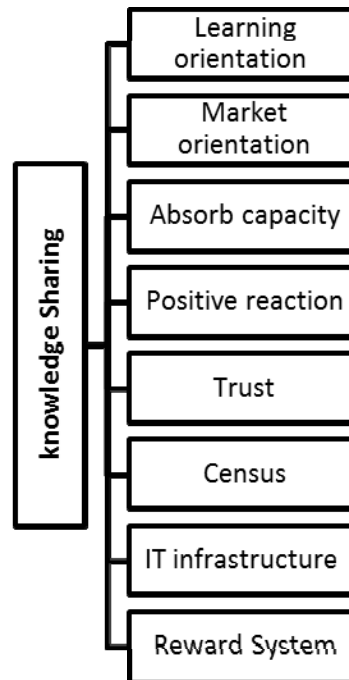 Learning
orientation
Market
orientation
Absorb capacity
Positive reaction
Trust
Census
IT infrastructure
Reward System
knowledge Sharing